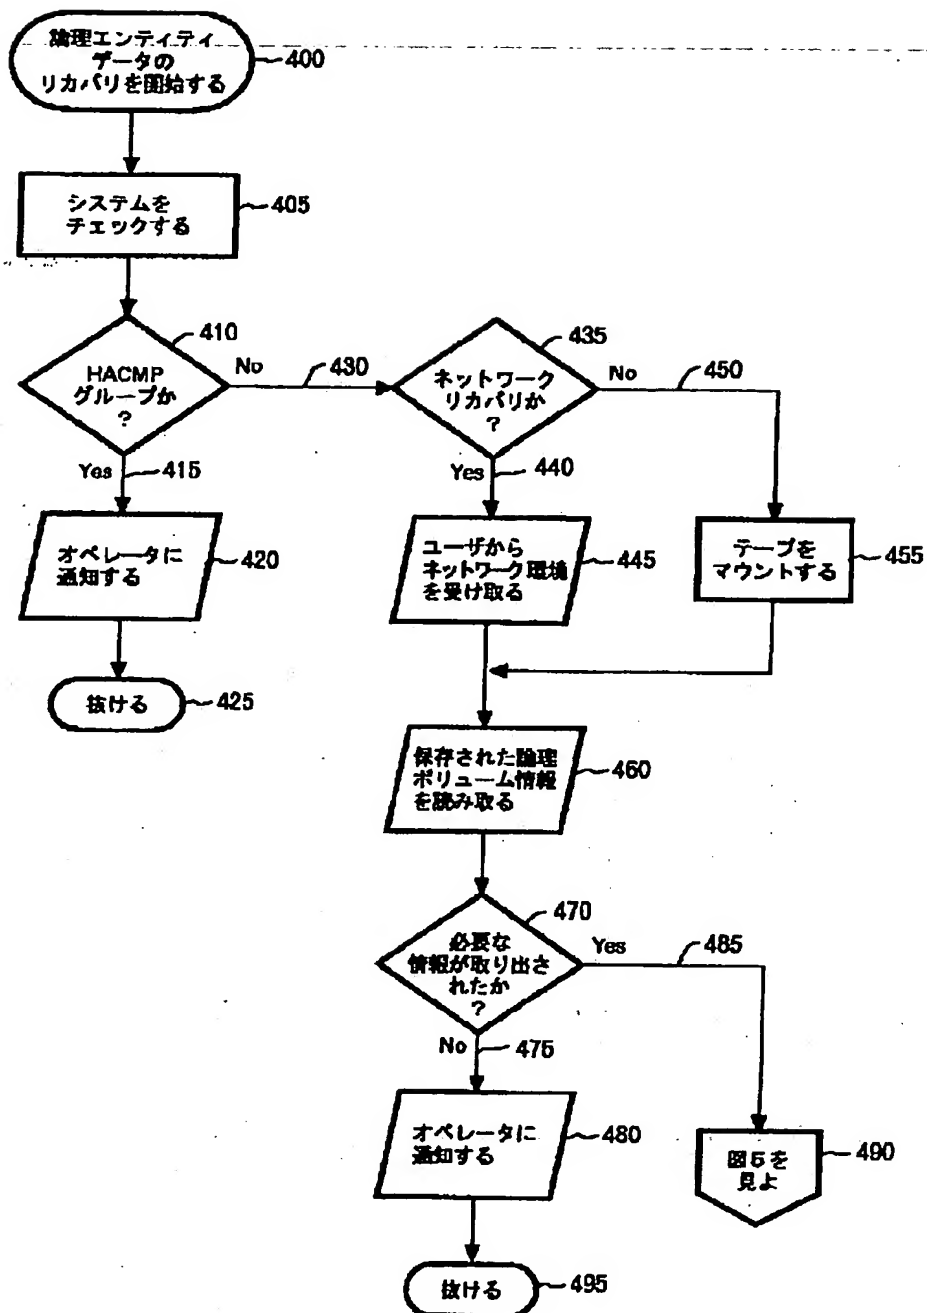 論理エンティティ
データの
リカバリを開始する
400
システムを
チェックする
405
HACMP
グループか
?
410
No
430
Yes
415
オペレータに
通知する
420
抜ける
425
ネットワーク
リカバリか
?
435
No
450
Yes
440
ユーザから
ネットワーク環境
を受け取る
445
テープを
マウントする
455
保存された論理
ボリューム情報
を読み取る
460
必要な
情報が取り出さ
れたか
?
470
Yes
485
No
475
オペレータに
通知する
480
図5を
見よ
490
抜ける
495